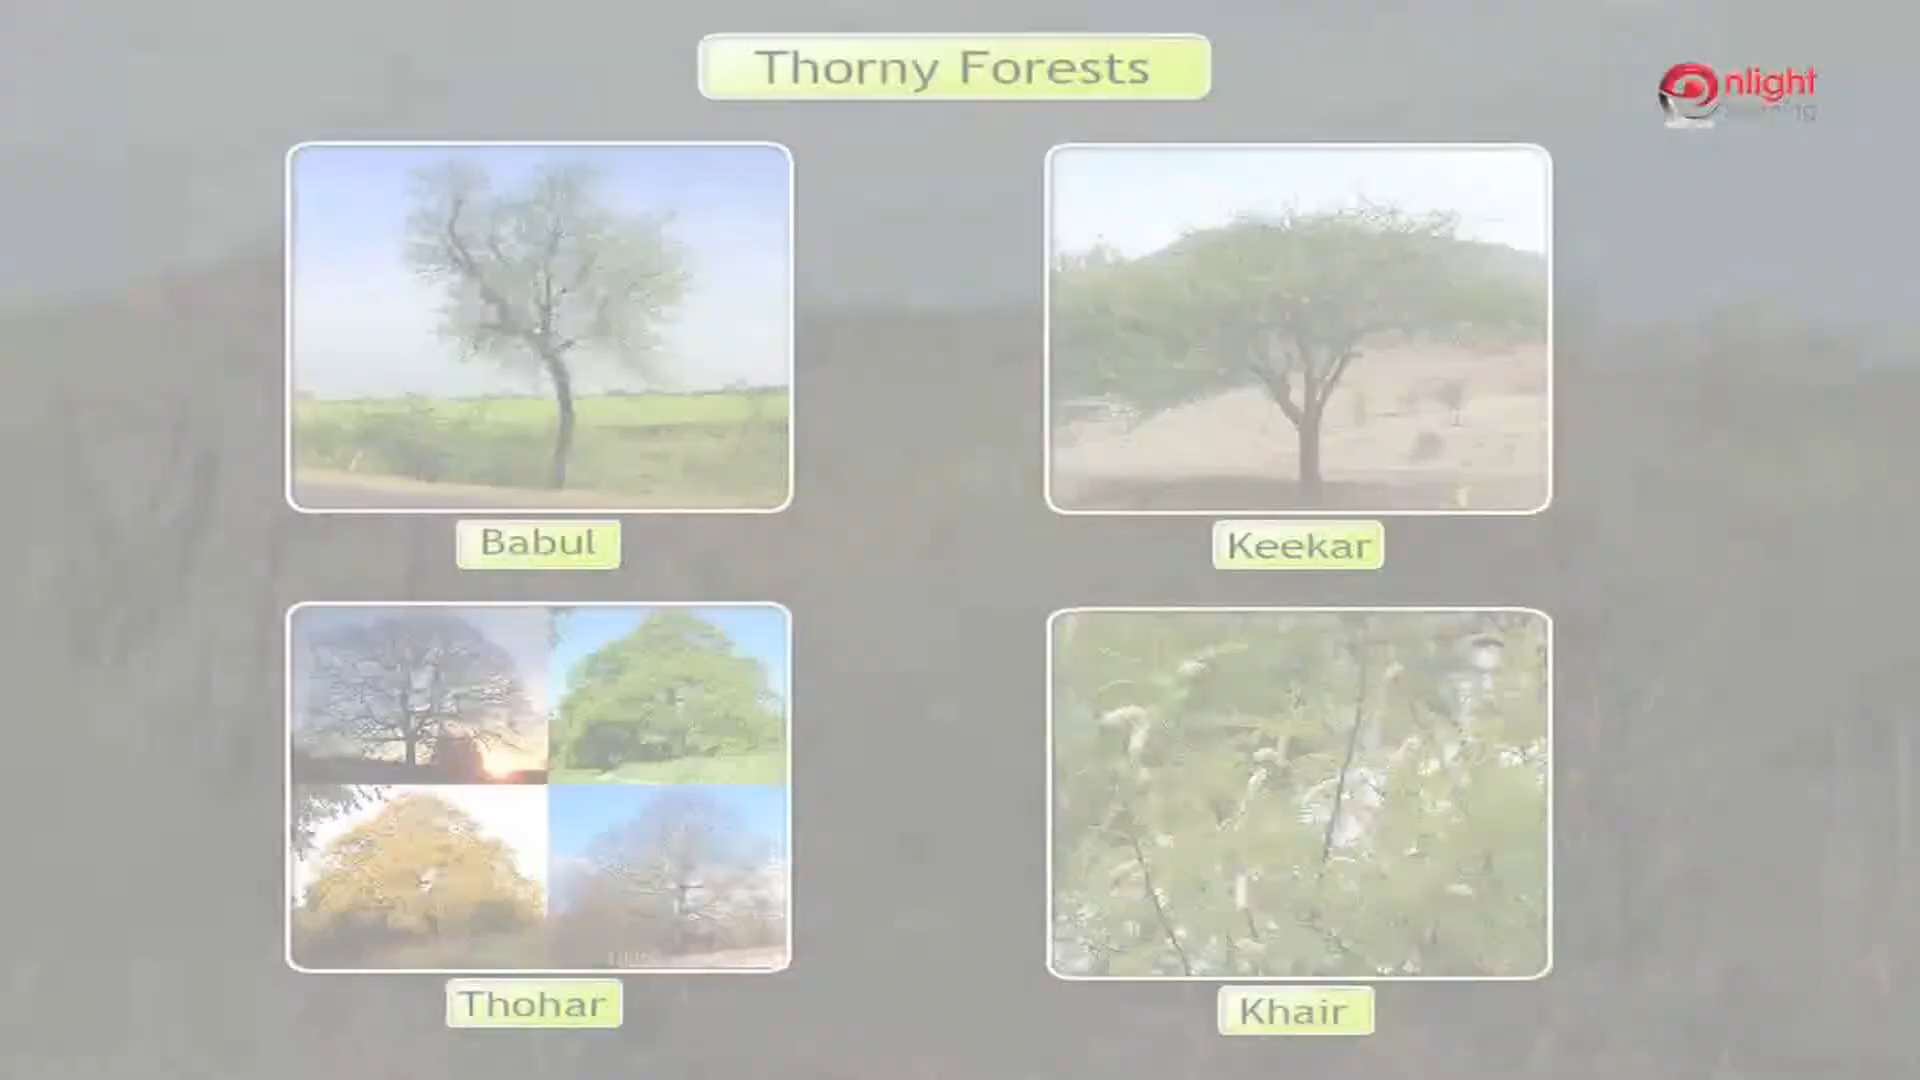 Thorny Forests
nlight
Babul
Keekar
Thohar
Khair